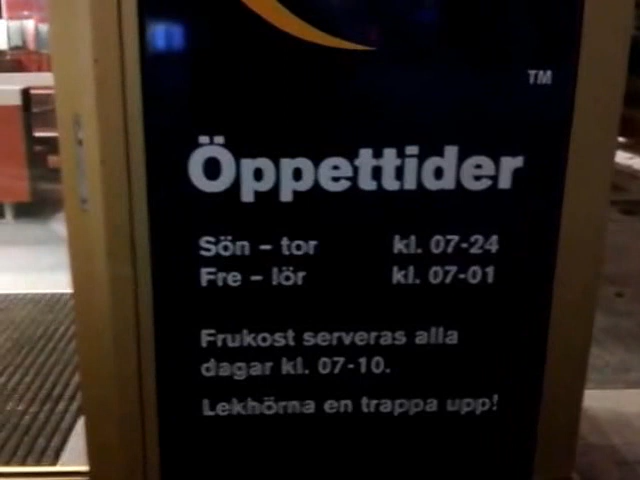 TM
Öppettider
Sön – tor kl. 07-24
Fre – lör kl. 07-01
Frukost serveras alla
dagar kl. 07-10.
Lekhörna en trappa upp!